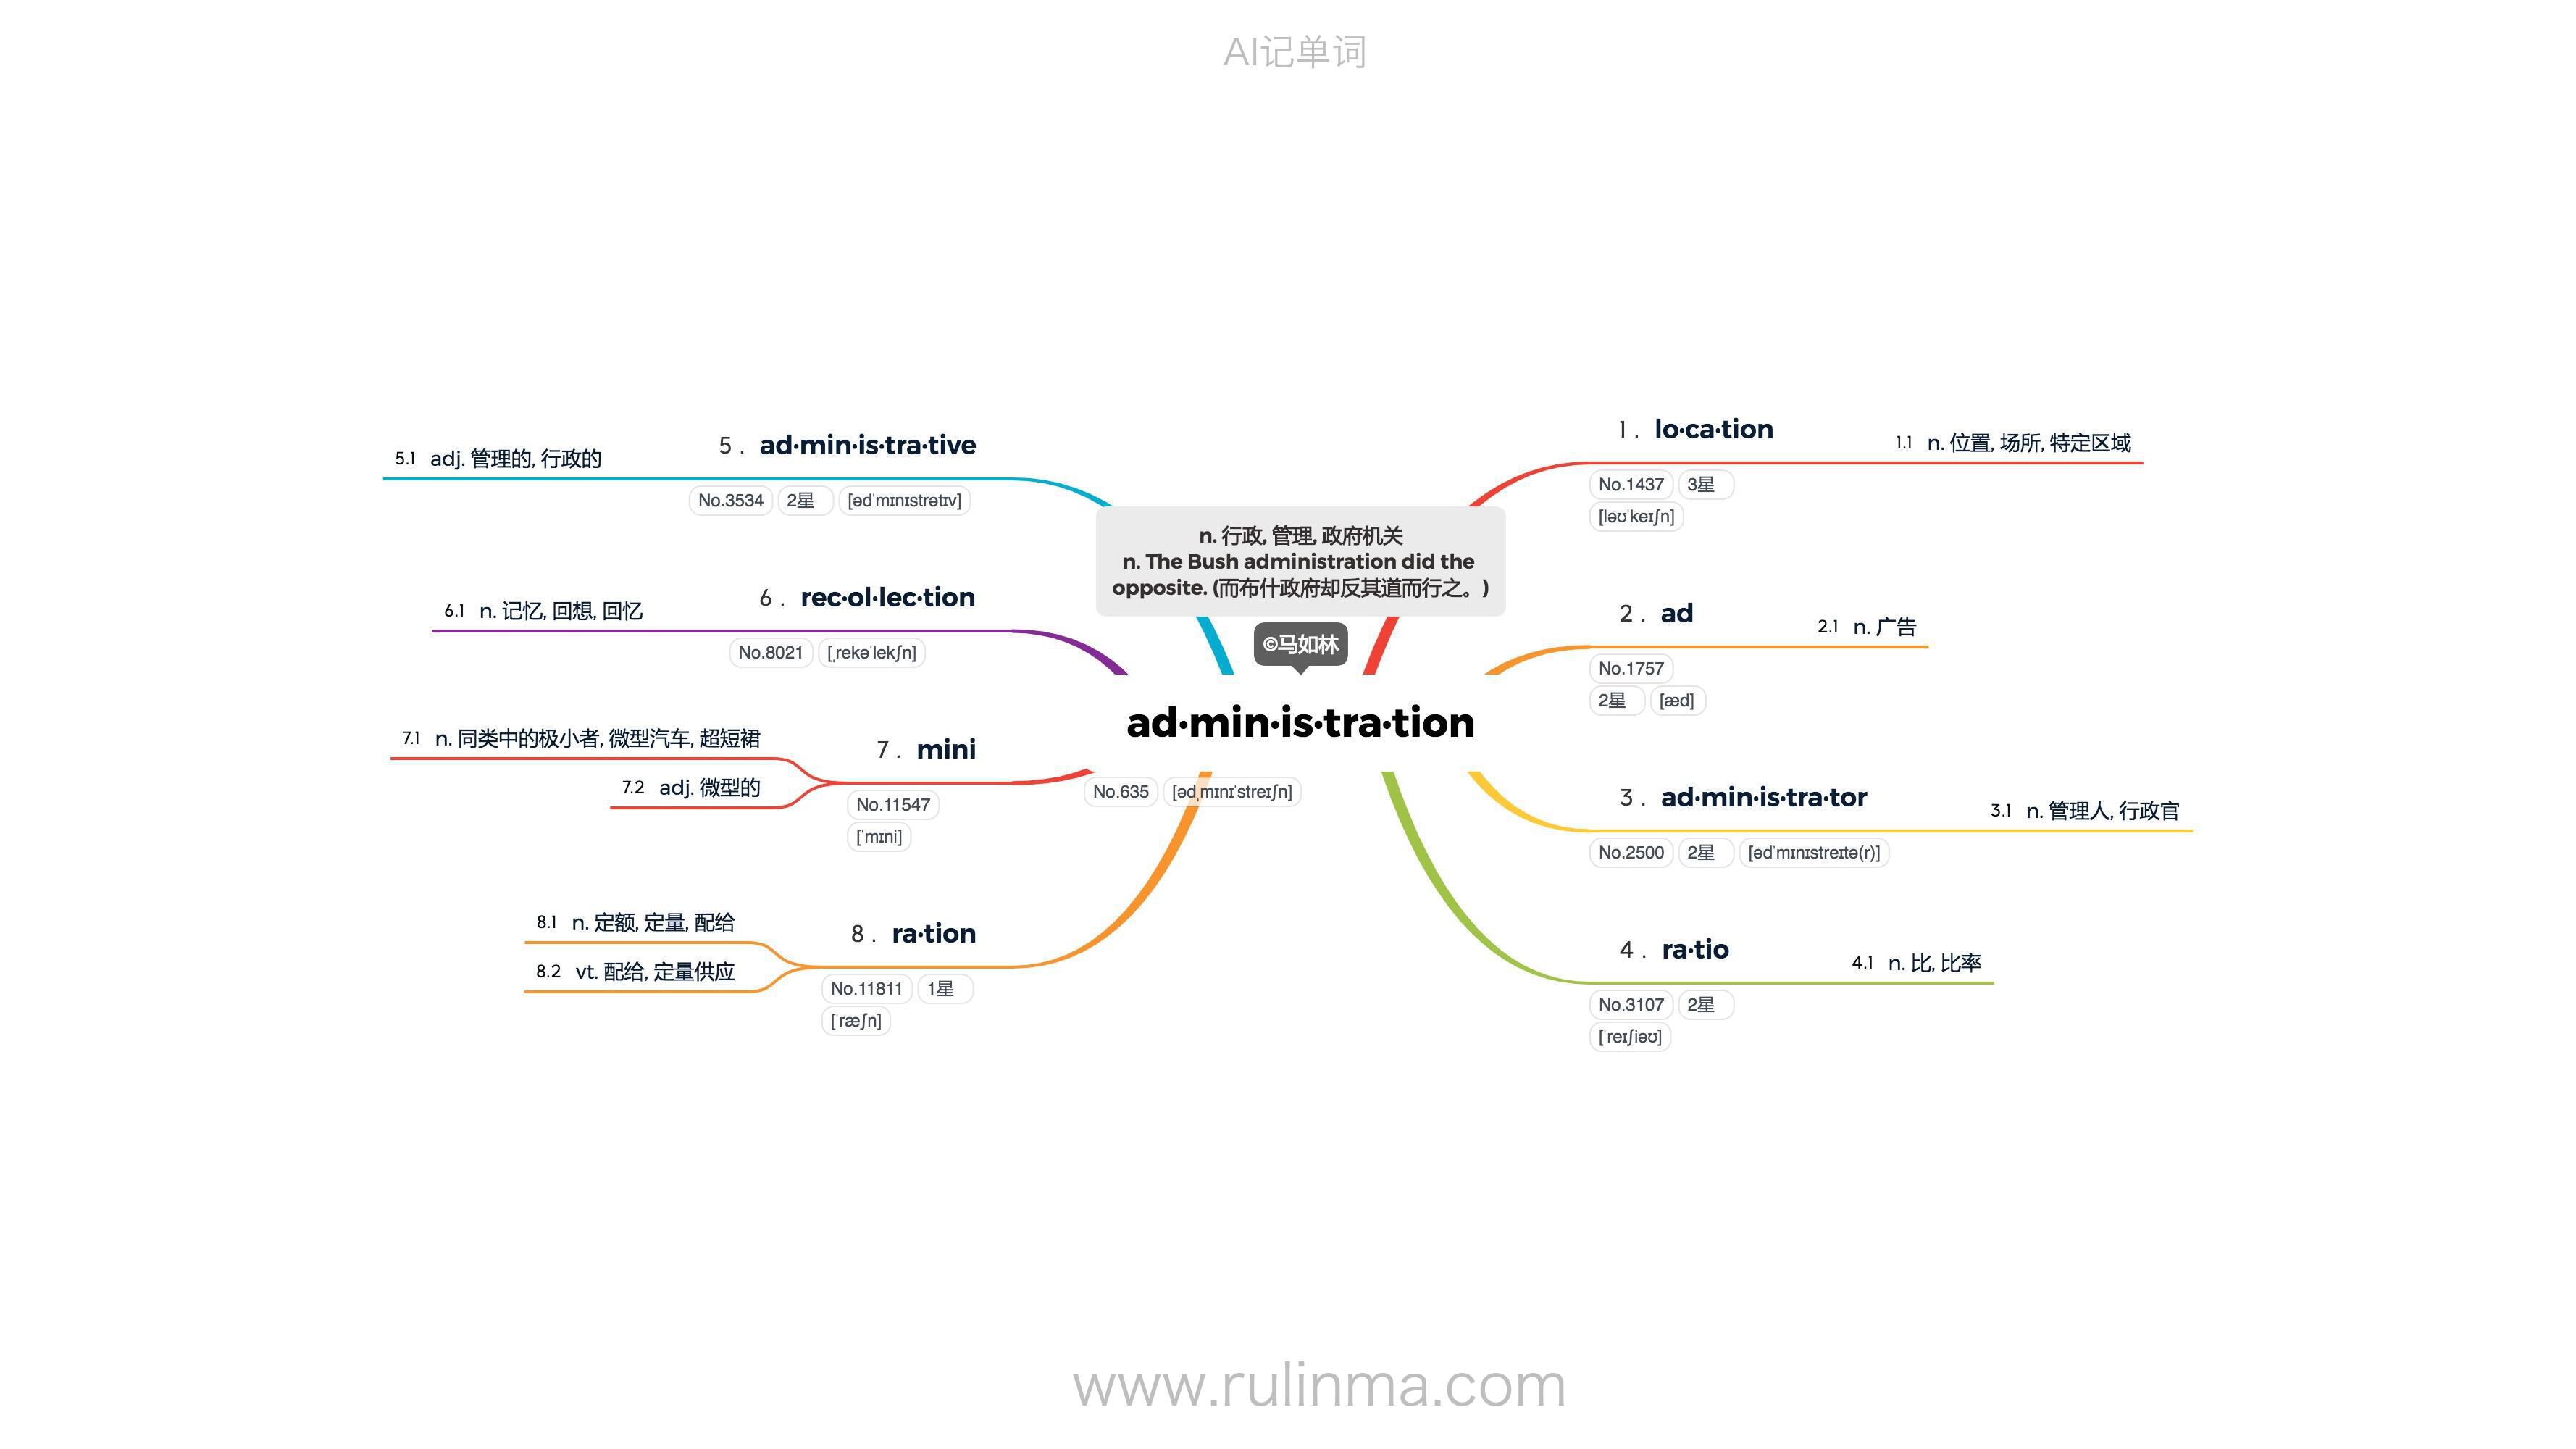 AI记单词
n. 行政, 管理, 政府机关
n. The Bush administration did the
opposite. (而布什政府却反其道而行之。)
©马如林
ad·min·is·tra·tion
No.635 [ədˌmɪnɪˈstreɪʃn]
1 . lo·ca·tion
No.1437 3星
[ləʊˈkeɪʃn]
1.1 n. 位置, 场所, 特定区域
2 . ad
No.1757
2星 [æd]
2.1 n. 广告
3 . ad·min·is·tra·tor
No.2500 2星 [ədˈmɪnɪstreɪtə(r)]
3.1 n. 管理人, 行政官
4 . ra·tio
No.3107 2星
[ˈreɪʃiəʊ]
4.1 n. 比, 比率
5 . ad·min·is·tra·tive
No.3534 2星 [ədˈmɪnɪstrətɪv]
5.1 adj. 管理的, 行政的
6 . rec·ol·lec·tion
No.8021 [ˌrekəˈlekʃn]
6.1 n. 记忆, 回想, 回忆
7 . mini
No.11547
[ˈmɪni]
7.1 n. 同类中的极小者, 微型汽车, 超短裙
7.2 adj. 微型的
8 . ra·tion
No.11811 1星
[ˈræʃn]
8.1 n. 定额, 定量, 配给
8.2 vt. 配给, 定量供应
www.rulinma.com